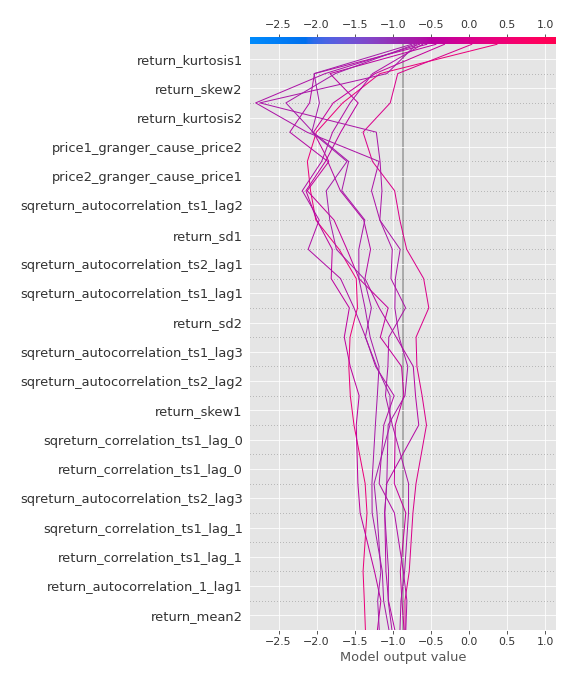 −2.5 −2.0 −1.5 −1.0 −0.5 0.0 0.5 1.0
return_kurtosis1
return_skew2
return_kurtosis2
price1_granger_cause_price2
price2_granger_cause_price1
sqreturn_autocorrelation_ts1_lag2
return_sd1
sqreturn_autocorrelation_ts2_lag1
sqreturn_autocorrelation_ts1_lag1
return_sd2
sqreturn_autocorrelation_ts1_lag3
sqreturn_autocorrelation_ts2_lag2
return_skew1
sqreturn_correlation_ts1_lag_0
return_correlation_ts1_lag_0
sqreturn_autocorrelation_ts2_lag3
sqreturn_correlation_ts1_lag_1
return_correlation_ts1_lag_1
return_autocorrelation_1_lag1
return_mean2
−2.5 −2.0 −1.5 −1.0 −0.5 0.0 0.5 1.0
Model output value